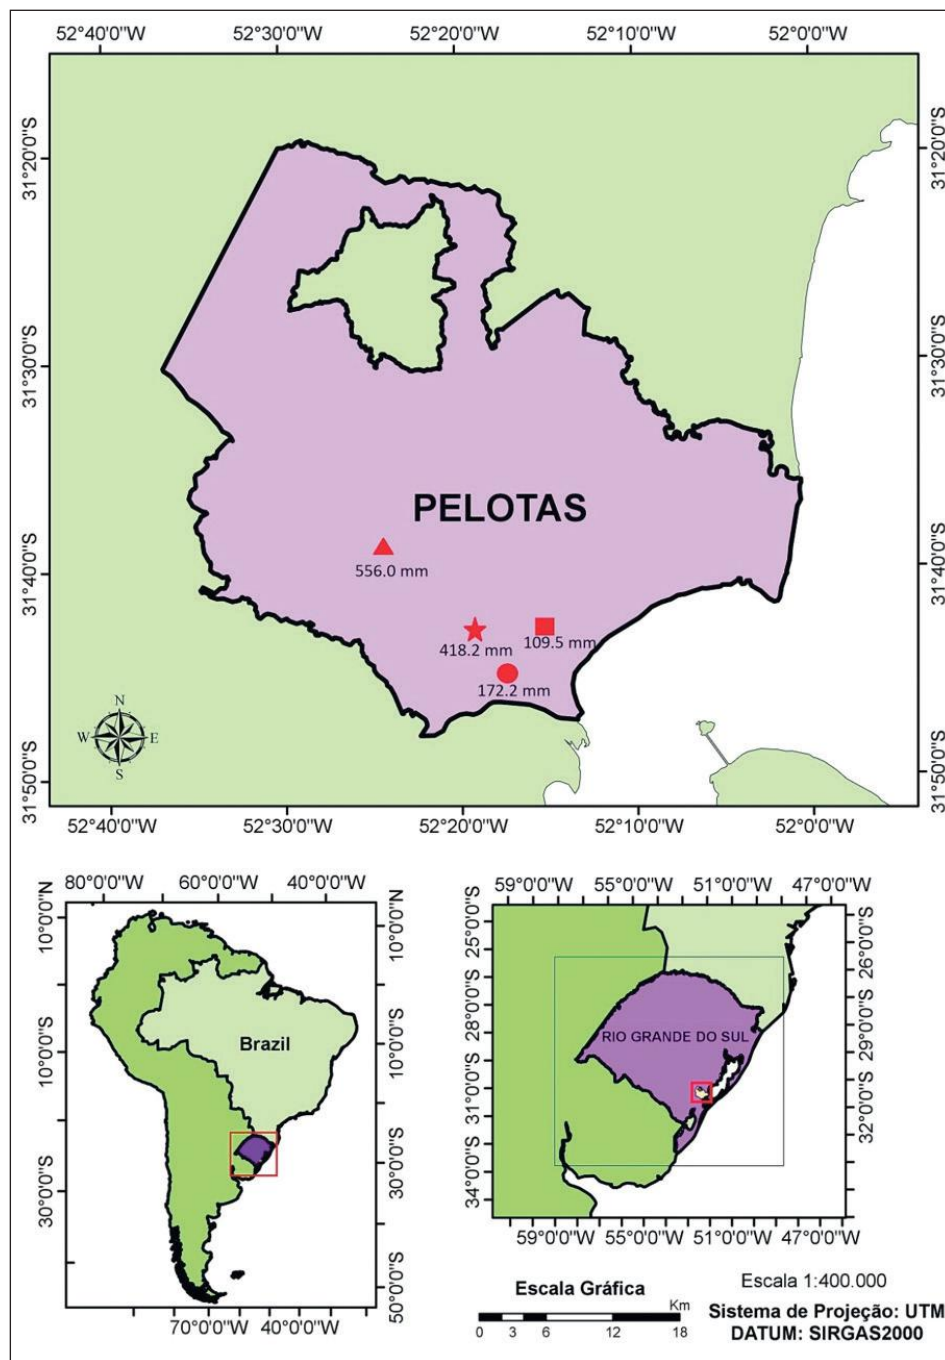 52°40'0"W 52°30'0"W 52°20'0"W 52°10'0"W 52°0'0"W
31°20'0"S 31°20'0"S
31°30'0"S 31°30'0"S
PELOTAS
556.0 mm
31°40'0"S 31°40'0"S
418.2 mm 109.5 mm
172.2 mm
N
W E
S
31°50'0"S 31°50'0"S
52°40'0"W 52°30'0"W 52°20'0"W 52°10'0"W 52°0'0"W
80°0'0"W 60°0'0"W 40°0'0"W
10°0'0"N 10°0'0"N
Brazil
10°0'0"S 10°0'0"S
30°0'0"S 30°0'0"S
50°0'0"S
70°0'0"W 40°0'0"W
59°0'0"W 55°0'0"W 51°0'0"W 47°0'0"W
25°0'0"S 26°0'0"S
28°0'0"S 29°0'0"S
RIO GRANDE DO SUL
31°0'0"S 32°0'0"S
34°0'0"S
59°0'0"W 55°0'0"W 51°0'0"W 47°0'0"W
Escala Gráfica
Km
0 3 6 12 18
Escala 1:400.000
Sistema de Projeção: UTM
DATUM: SIRGAS2000